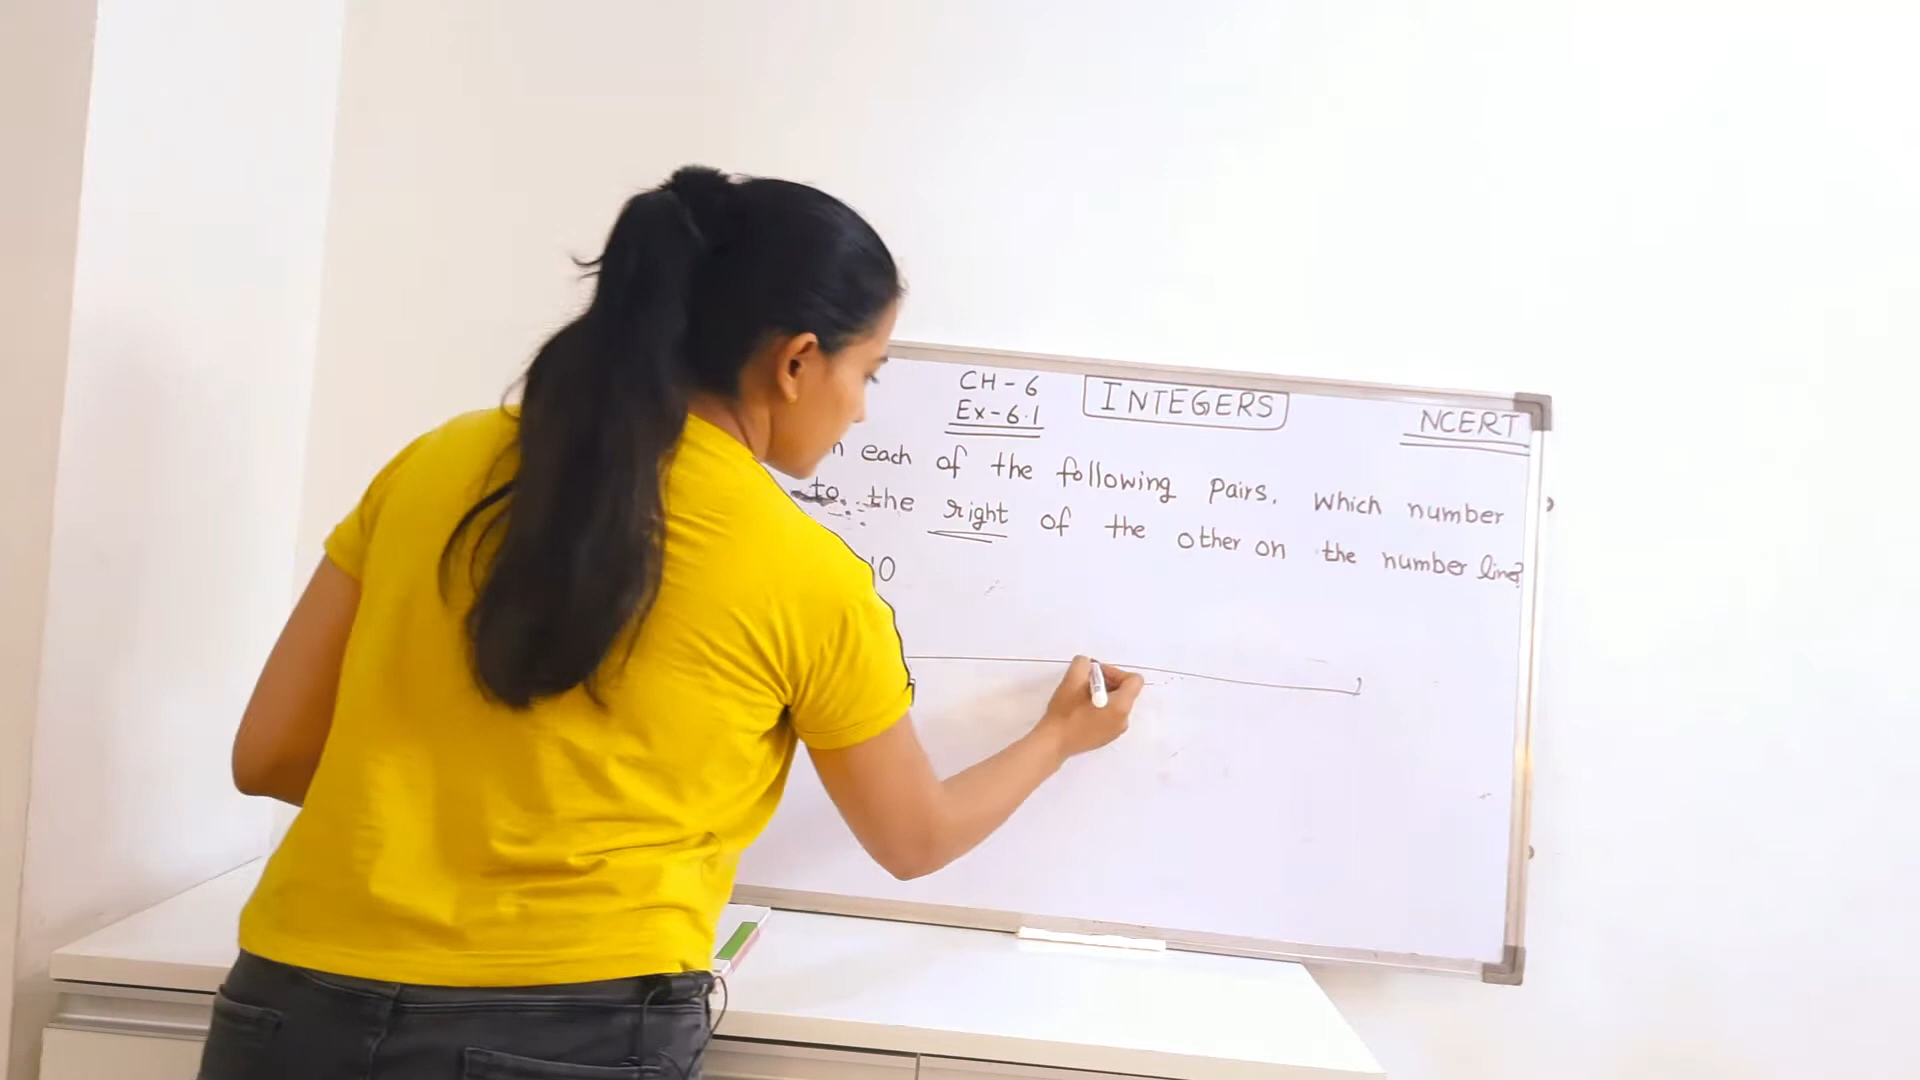 CH-6
INTEGERS
NCERT
Ex-6.1
each of the following pairs. Which number
to the right of the other on the number line?
10